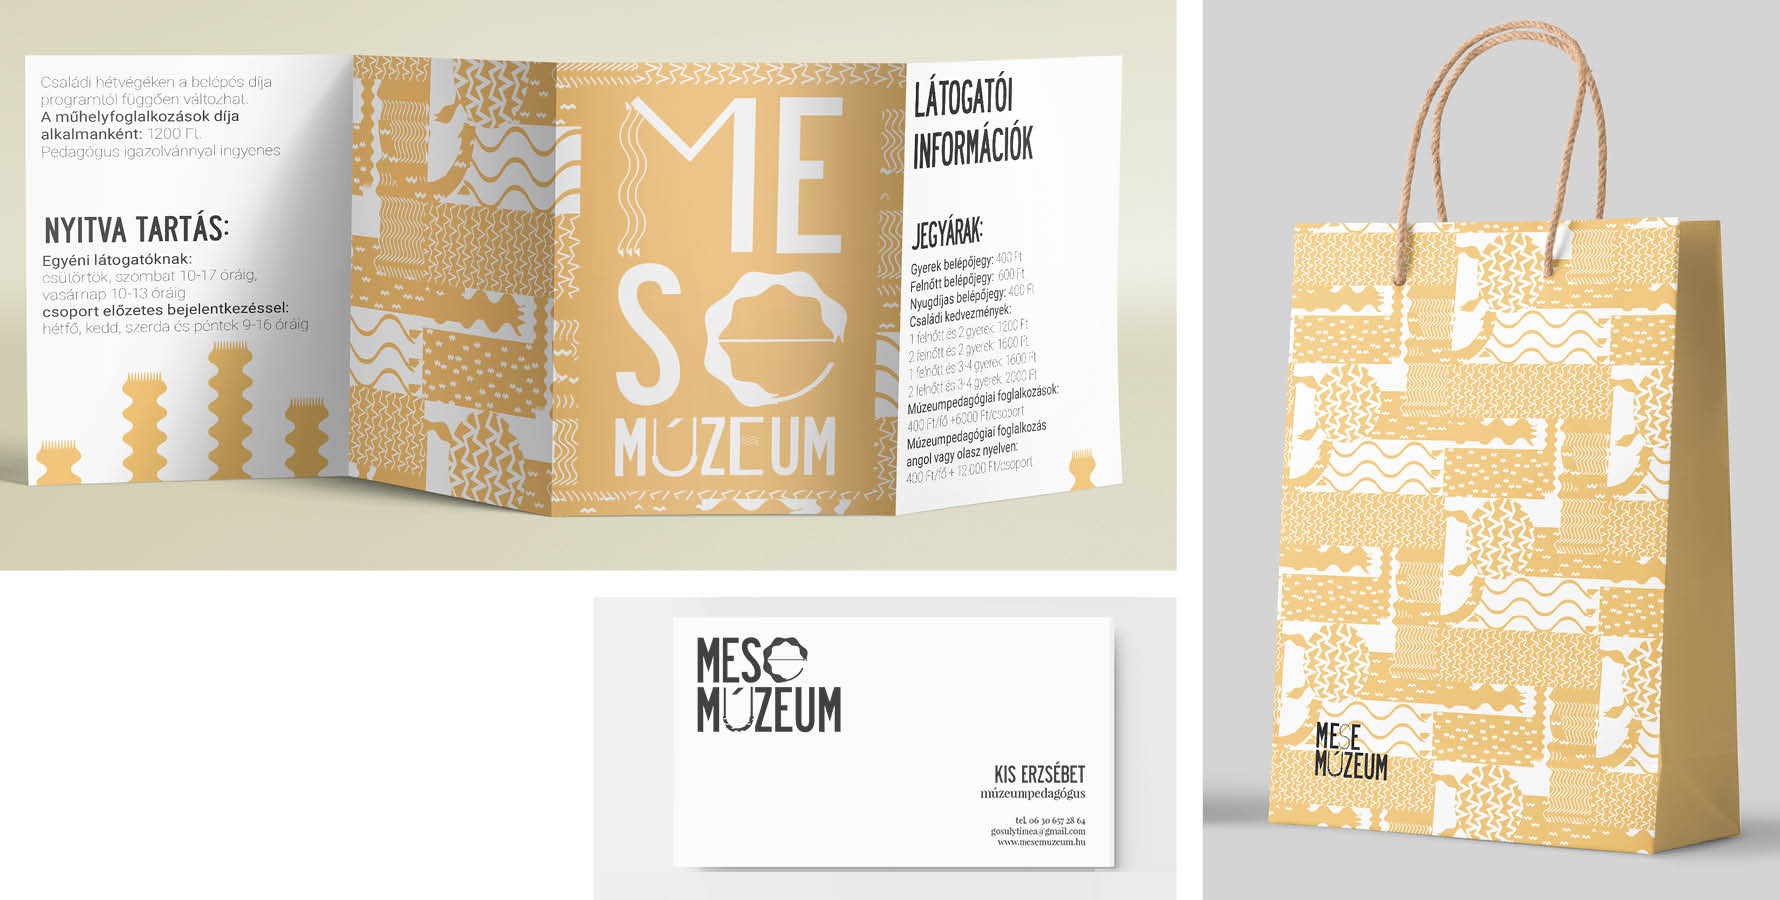 Családi hétvégéken a belépés díja
programtól függően változhat.
A műhelyfoglalkozások díja
alkalmanként: 1200 Ft.
Pedagógus igazolvánnyal ingyenes
NYITVA TARTÁS:
Egyéni látogatóknak:
csütörtök, szombat 10-17 óráig,
vasárnap 10-13 óráig
csoport előzetes bejelentkezéssel:
hétfő, kedd, szerda és péntek 9-16 óráig
ME
SE
MÚZEUM
LÁTOGATÓI
INFORMÁCIÓK
JEGYÁRAK:
Gyerek belépőjegy: 400 Ft
Felnőtt belépőjegy: 600 Ft
Nyugdíjas belépőjegy: 400 Ft
Családi kedvezmények:
1 felnőtt és 2 gyerek: 1200 Ft
2 felnőtt és 2 gyerek: 1600 Ft
1 felnőtt és 3-4 gyerek: 1600 Ft
2 felnőtt és 3-4 gyerek: 2000 Ft
Múzeumpedagógiai foglalkozások:
400 Ft/fő +6000 Ft/csoport
Múzeumpedagógiai foglalkozás
angol vagy olasz nyelven:
400 Ft/fő + 12.000 Ft/csoport
MESE
MÚZEUM
KIS ERZSÉBET
múzeumpedagógus
tel. 06 30 657 28 64
gosulytimea@gmail.com
www.mesemuzeum.hu
MESE
MÚZEUM